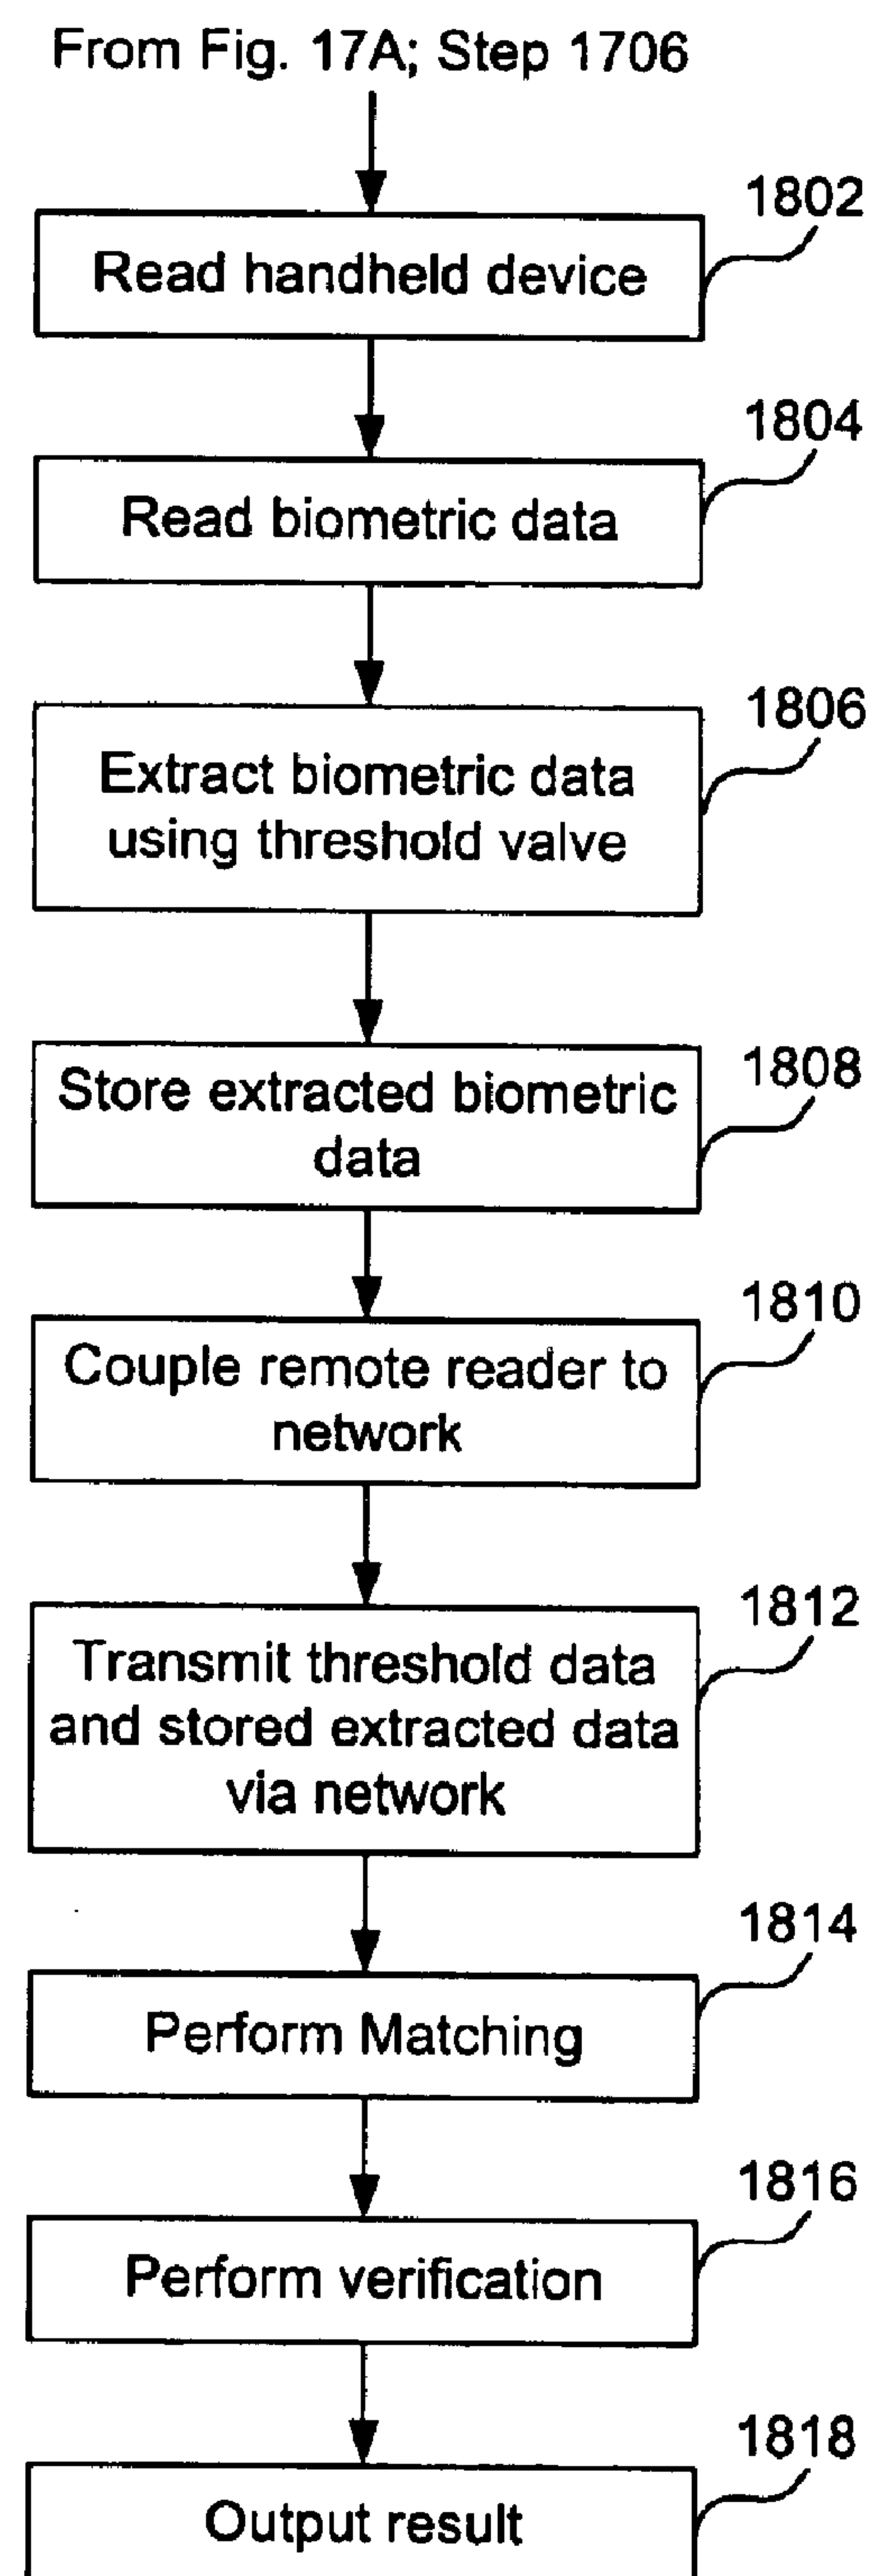 From Fig. 17A; Step 1706
1802
Read handheld device
1804
Read biometric data
1806
Extract biometric data
using threshold valve
1808
Store extracted biometric
data
1810
Couple remote reader to
network
1812
Transmit threshold data
and stored extracted data
via network
1814
Perform Matching
1816
Perform verification
1818
Output result